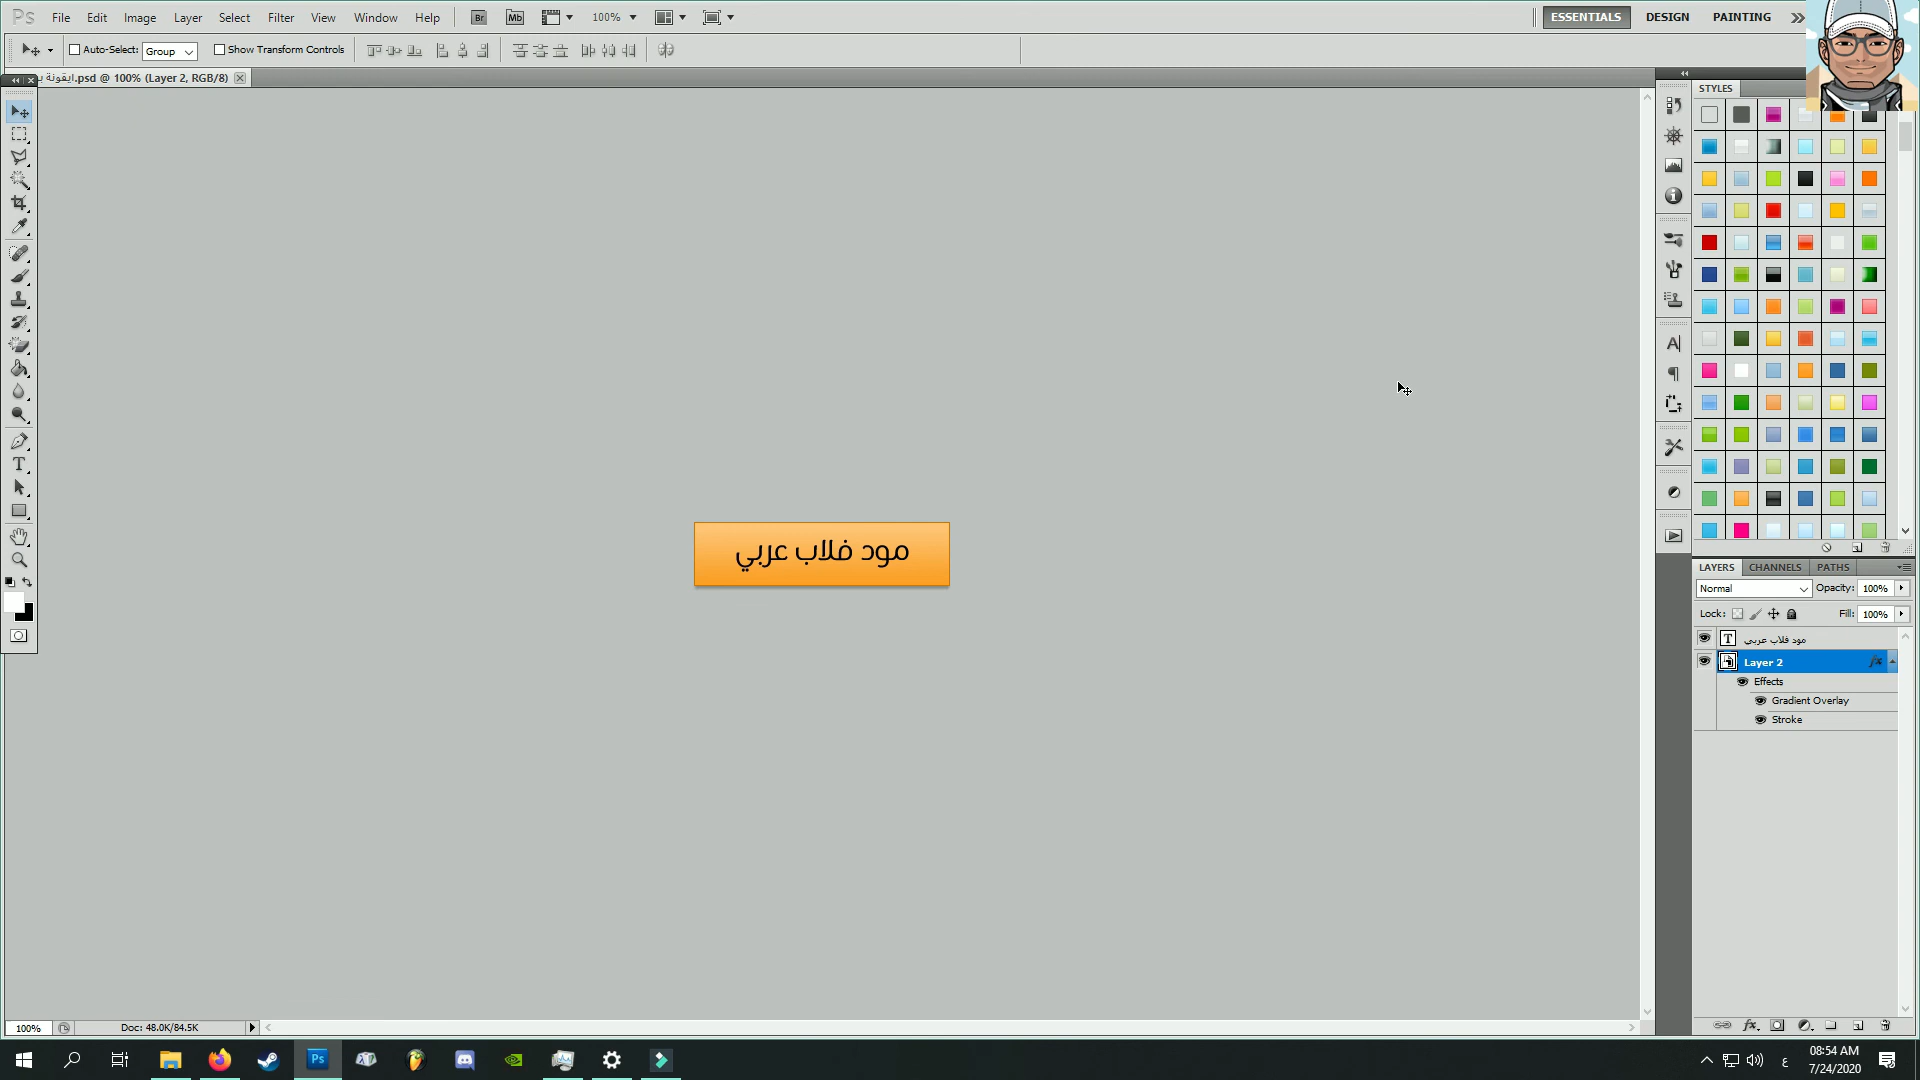 File Edit Image Layer Select Filter View Window Help Br Mb 100% ESSENTIALS DESIGN PAINTING
Auto-Select: Group Show Transform Controls
ايقونة ب.psd @ 100% (Layer 2, RGB/8)
STYLES
مود فلاب عربي
LAYERS CHANNELS PATHS
Normal Opacity: 100%
Lock: Fill: 100%
T مود فلاب عربي
Layer 2 fx
Effects
Gradient Overlay
Stroke
100% Doc: 48.0K/84.5K
Ps
ع
08:54 AM
7/24/2020